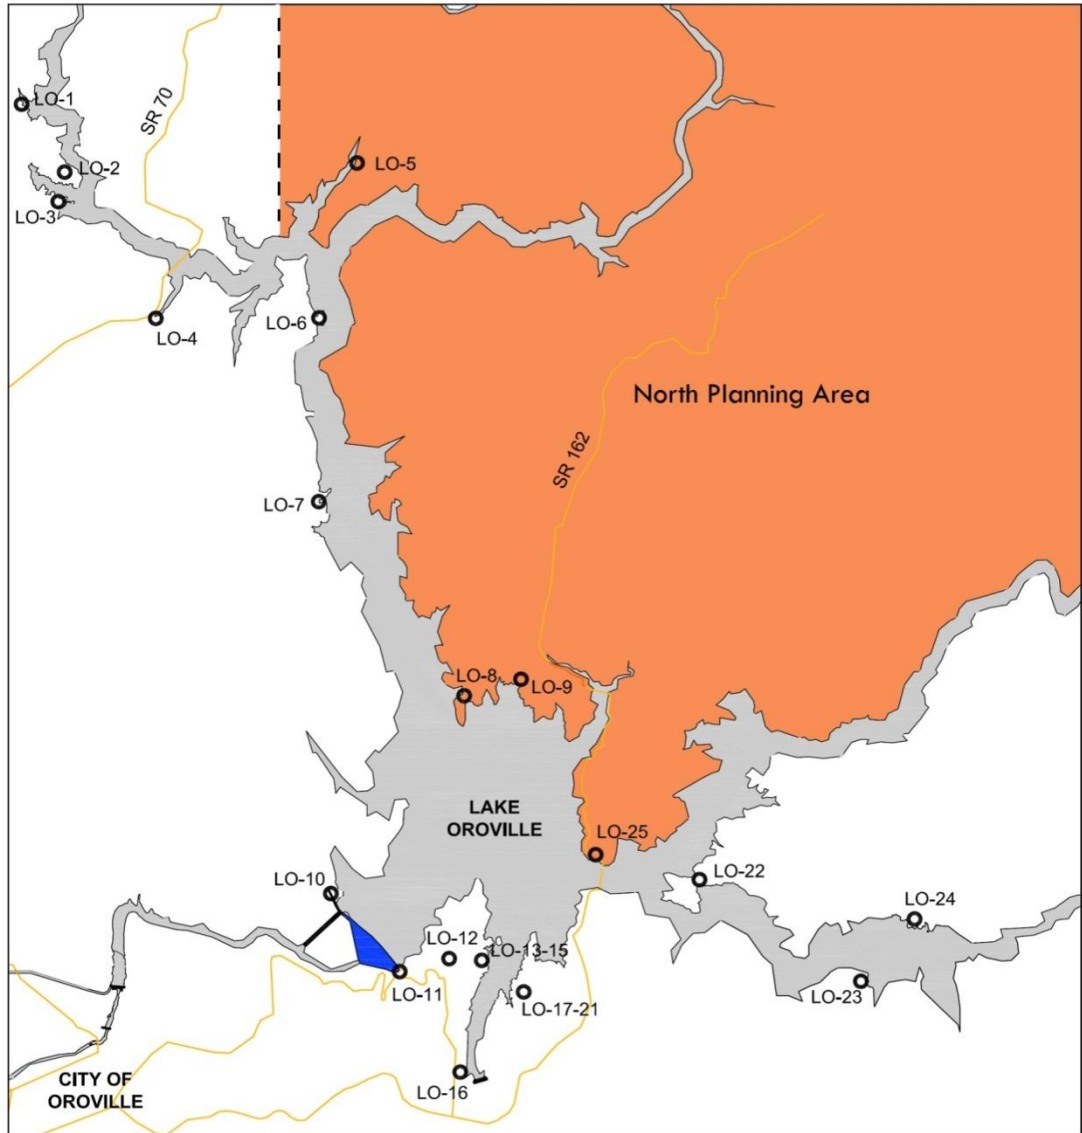 LO-1
SR 70
LO-2
LO-5
LO-3
LO-6
LO-4
North Planning Area
SR 162
LO-7
LO-8
LO-9
LAKE
OROVILLE
LO-25
LO-10
LO-22
LO-24
LO-12
LO-13-15
LO-11
LO-23
LO-17-21
LO-16
CITY OF
OROVILLE